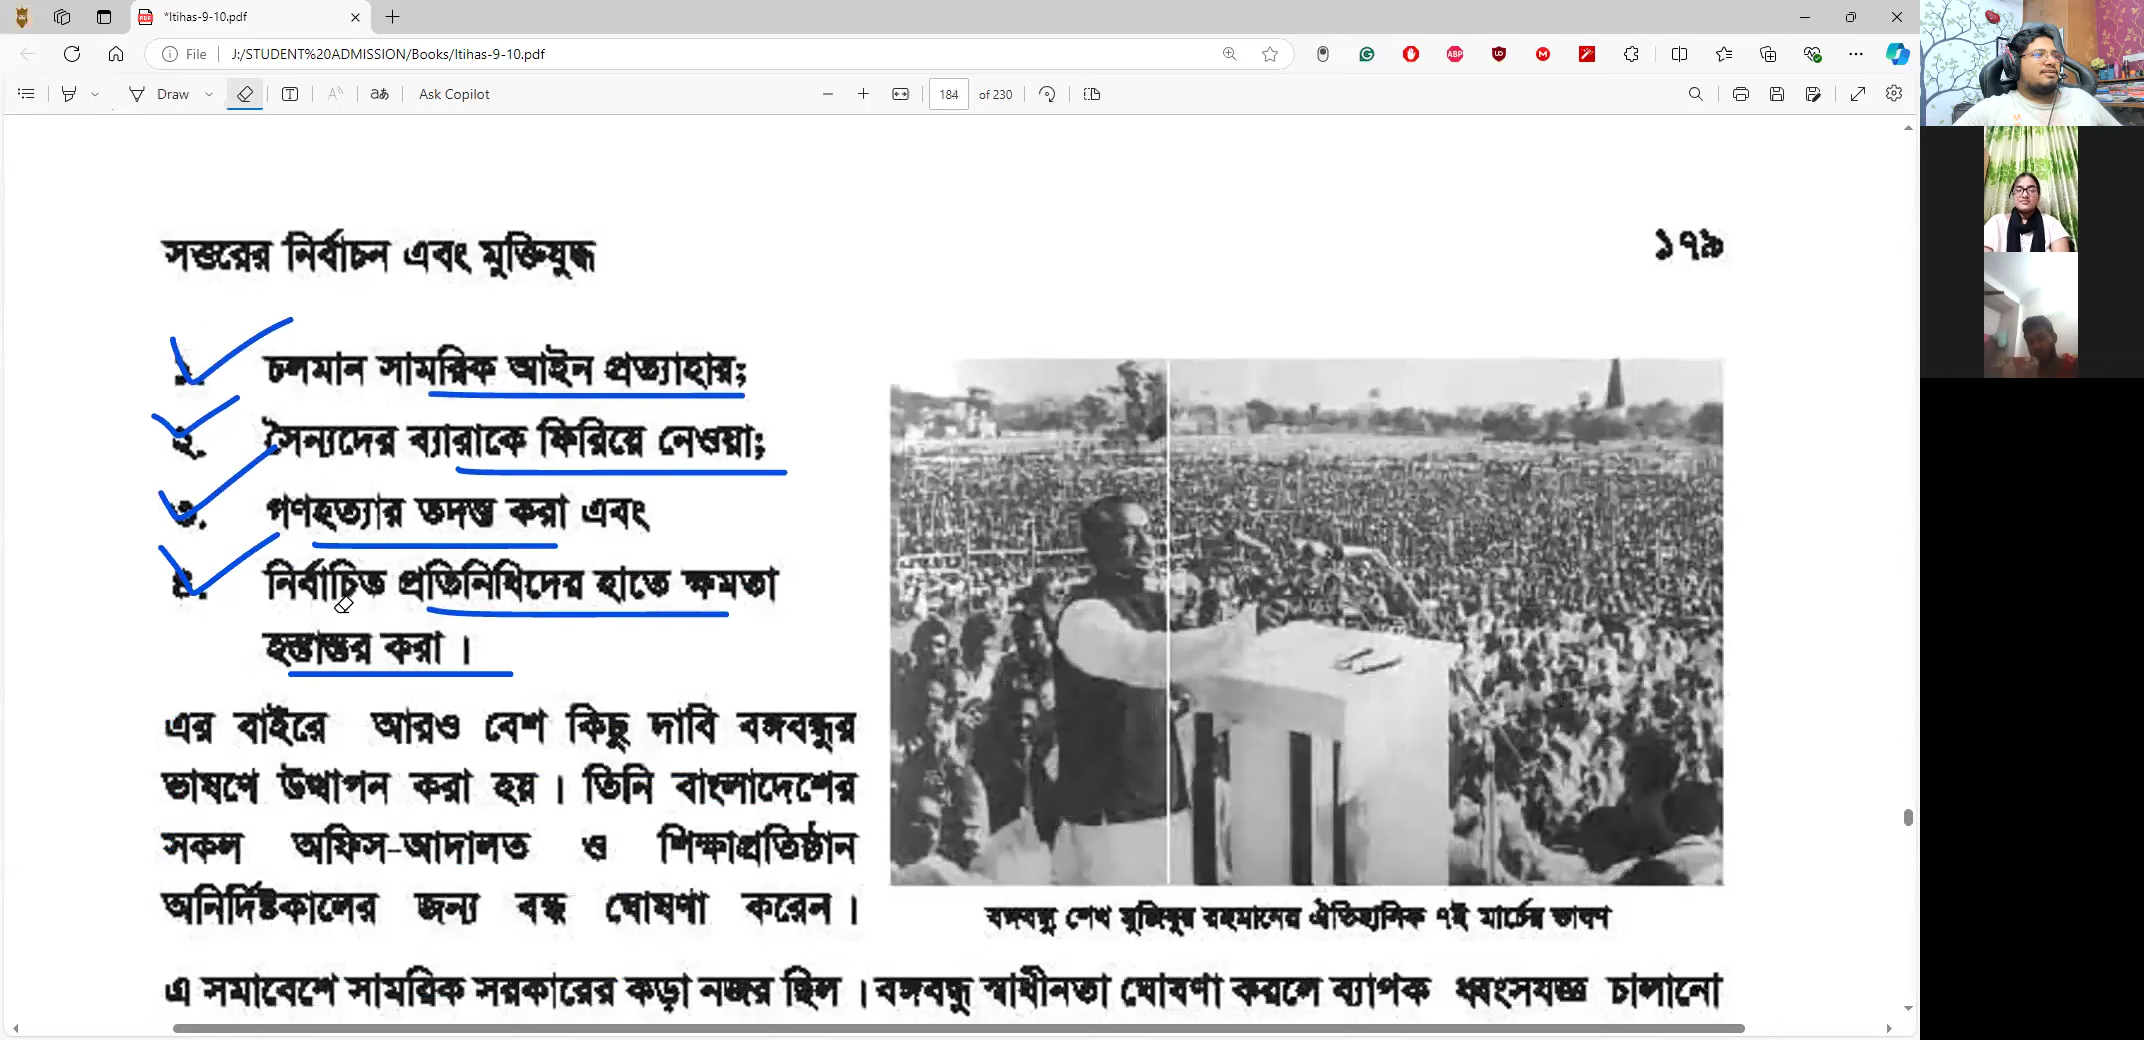 *Itihas-9-10.pdf
File J:/STUDENT%20ADMISSION/Books/Itihas-9-10.pdf
Draw aあ Ask Copilot 184 of 230
সত্তরের নির্বাচন এবং মুক্তিযুদ্ধ ১৭৯
১. চলমান সামরিক আইন প্রত্যাহার;
২. সৈন্যদের ব্যারাকে ফিরিয়ে নেওয়া;
৩. গণহত্যার তদন্ত করা এবং
৪. নির্বাচিত প্রতিনিধিদের হাতে ক্ষমতা
হস্তান্তর করা।
এর বাইরে আরও বেশ কিছু দাবি বঙ্গবন্ধুর
ভাষণে উত্থাপন করা হয়। তিনি বাংলাদেশের
সকল অফিস-আদালত ও শিক্ষাপ্রতিষ্ঠান
অনির্দিষ্টকালের জন্য বন্ধ ঘোষণা করেন।
বঙ্গবন্ধু শেখ মুজিবুর রহমানের ঐতিহাসিক ৭ই মার্চের ভাষণ
এ সমাবেশে সামরিক সরকারের কড়া নজর ছিল। বঙ্গবন্ধু স্বাধীনতা ঘোষণা করলে ব্যাপক ধ্বংসযজ্ঞ চালানো